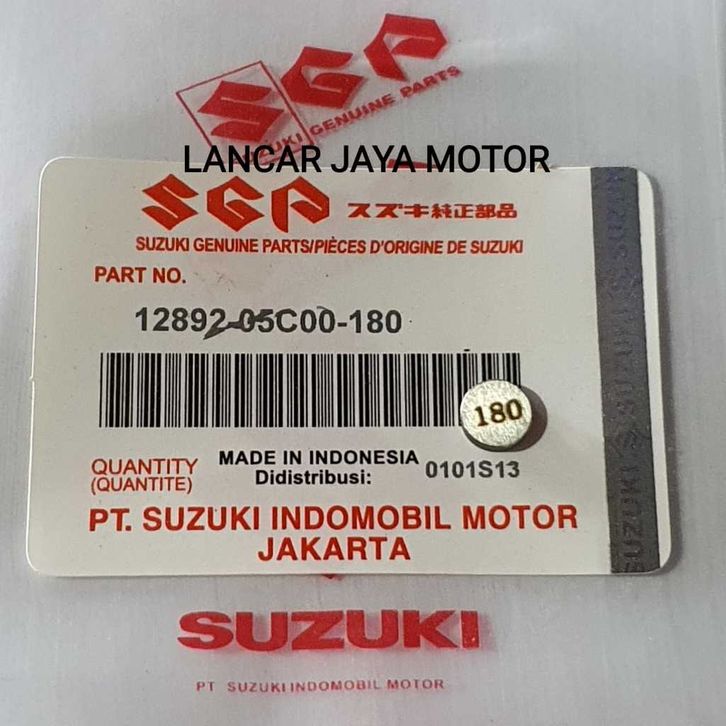 SGP
SUZUKI GENUINE PARTS
LANCAR JAYA MOTOR
SGP スズキ純正部品
SUZUKI GENUINE PARTS/PIÈCES D'ORIGINE DE SUZUKI
PART NO.
12892-05C00-180
180
QUANTITY
(QUANTITE)
MADE IN INDONESIA
Didistribusi:
0101S13
PT. SUZUKI INDOMOBIL MOTOR
JAKARTA
SUZUKI
SUZUKI
PT SUZUKI INDOMOBIL MOTOR